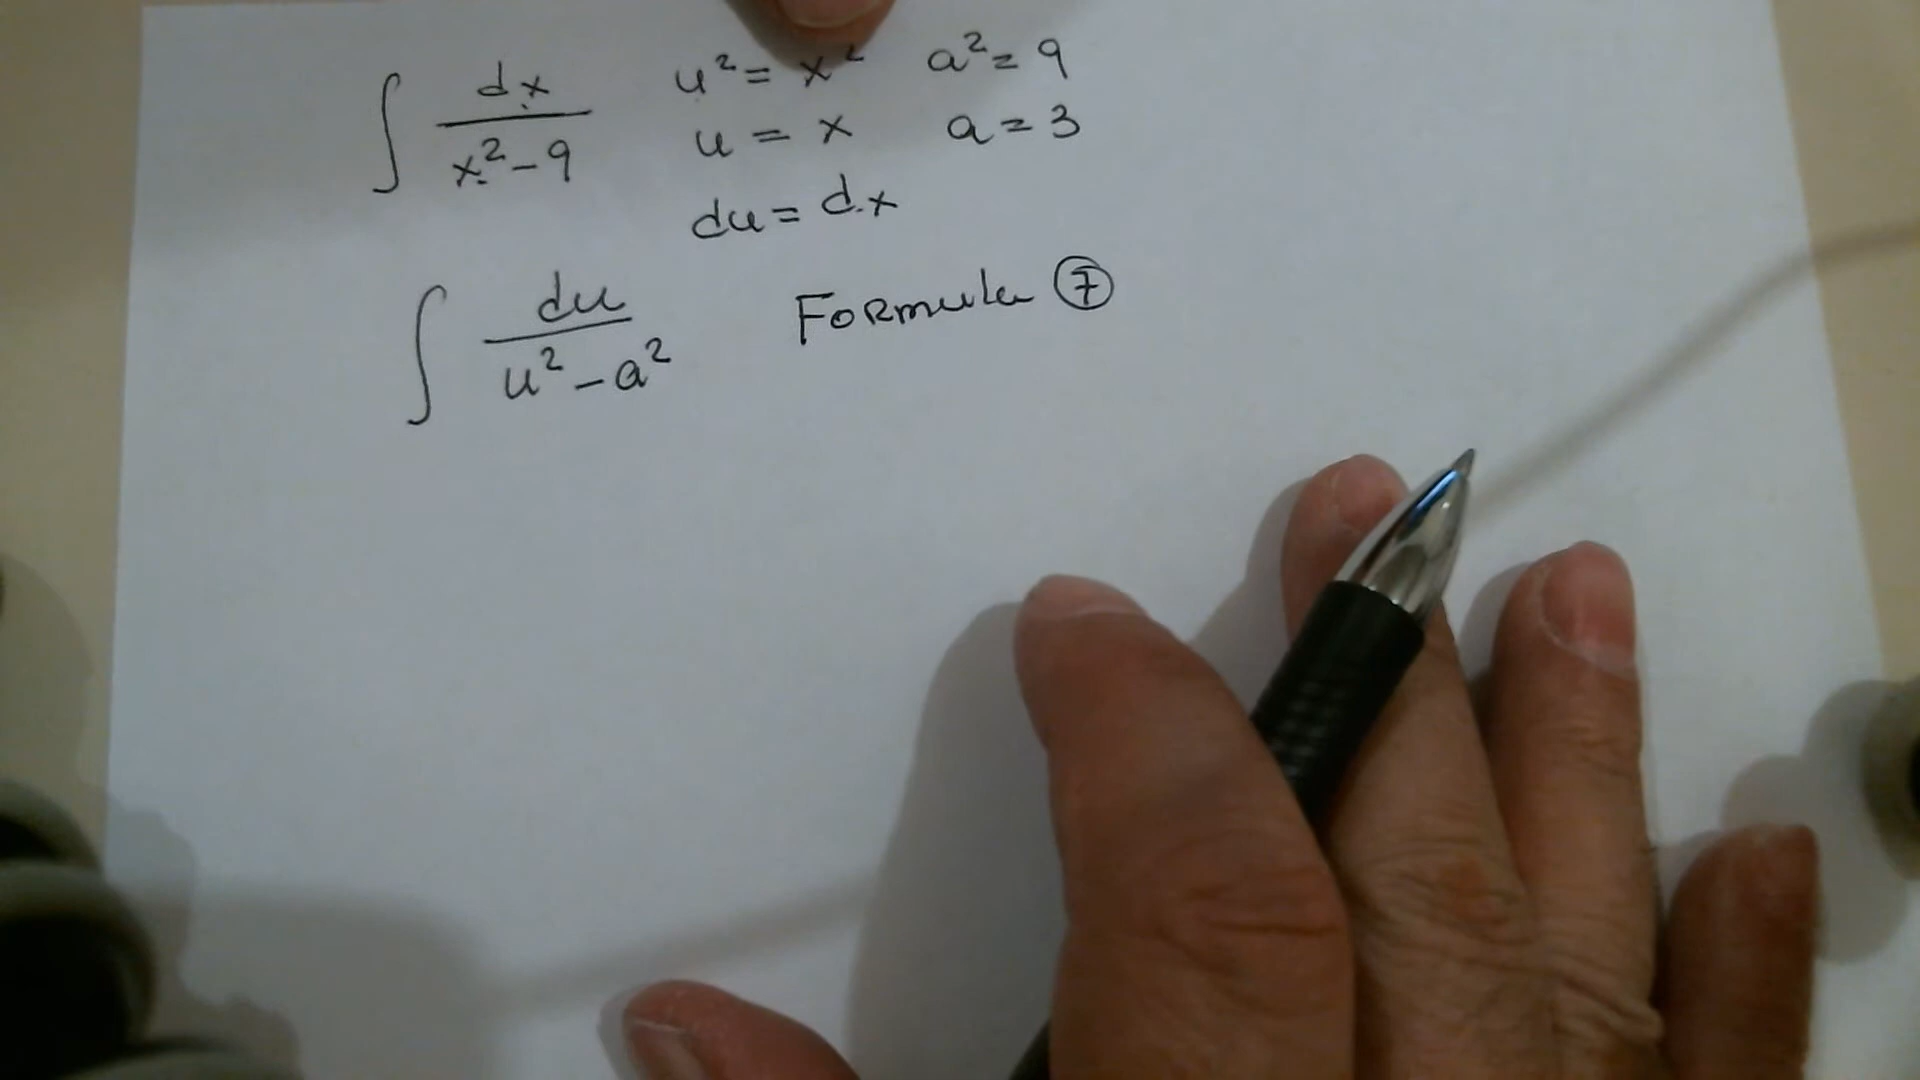 ∫ dx / x² - 9   u² = x²   a² = 9
u = x   a = 3
du = dx
∫ du / u² - a²   Formula ⑦